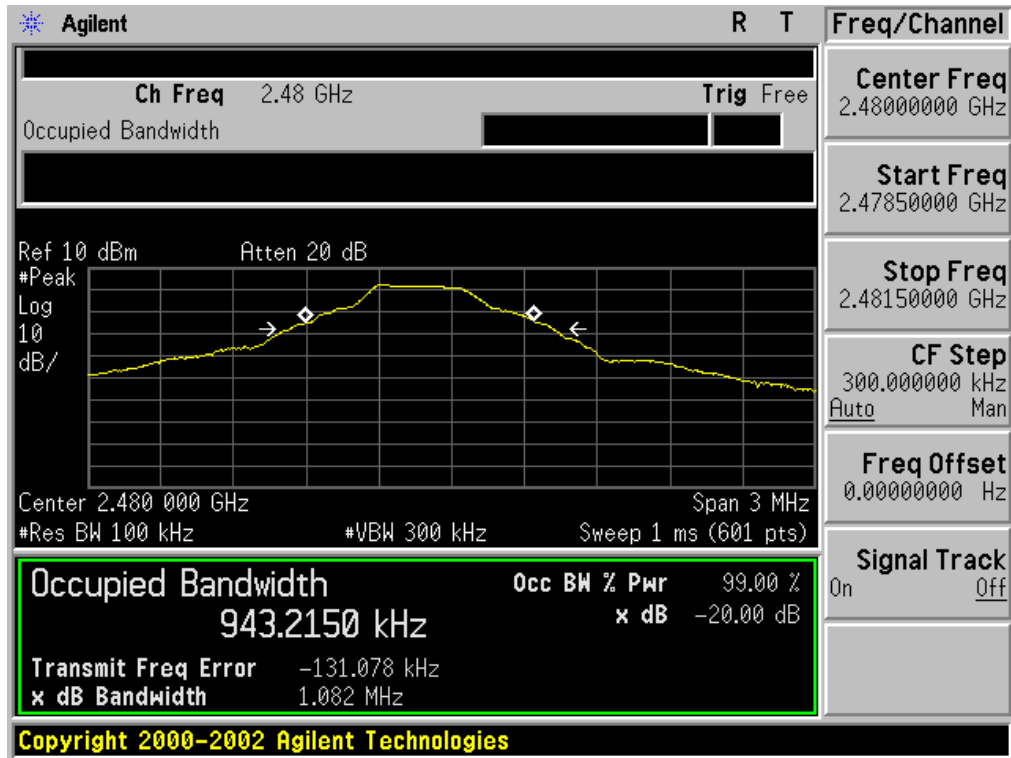 Agilent R T Freq/Channel
Ch Freq 2.48 GHz Trig Free
Occupied Bandwidth
Center Freq
2.48000000 GHz
Start Freq
2.47850000 GHz
Stop Freq
2.48150000 GHz
CF Step
300.000000 kHz
Auto Man
Freq Offset
0.00000000 Hz
Signal Track
On Off
Ref 10 dBm Atten 20 dB
#Peak
Log
10
dB/
Center 2.480 000 GHz Span 3 MHz
#Res BW 100 kHz #VBW 300 kHz Sweep 1 ms (601 pts)
Occupied Bandwidth
943.2150 kHz
Occ BW % Pwr 99.00 %
x dB -20.00 dB
Transmit Freq Error -131.078 kHz
x dB Bandwidth 1.082 MHz
Copyright 2000-2002 Agilent Technologies